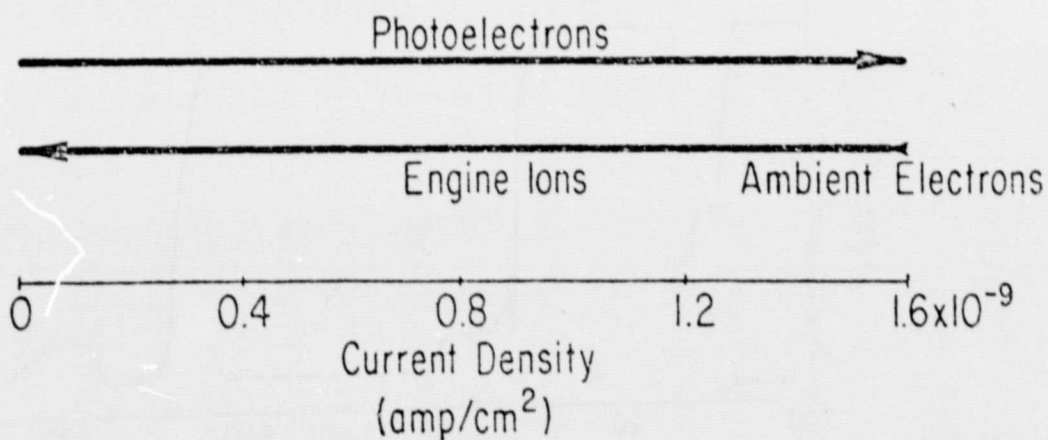 Photoelectrons
Engine Ions Ambient Electrons
0 0.4 0.8 1.2 1.6x10⁻⁹
Current Density
(amp/cm²)